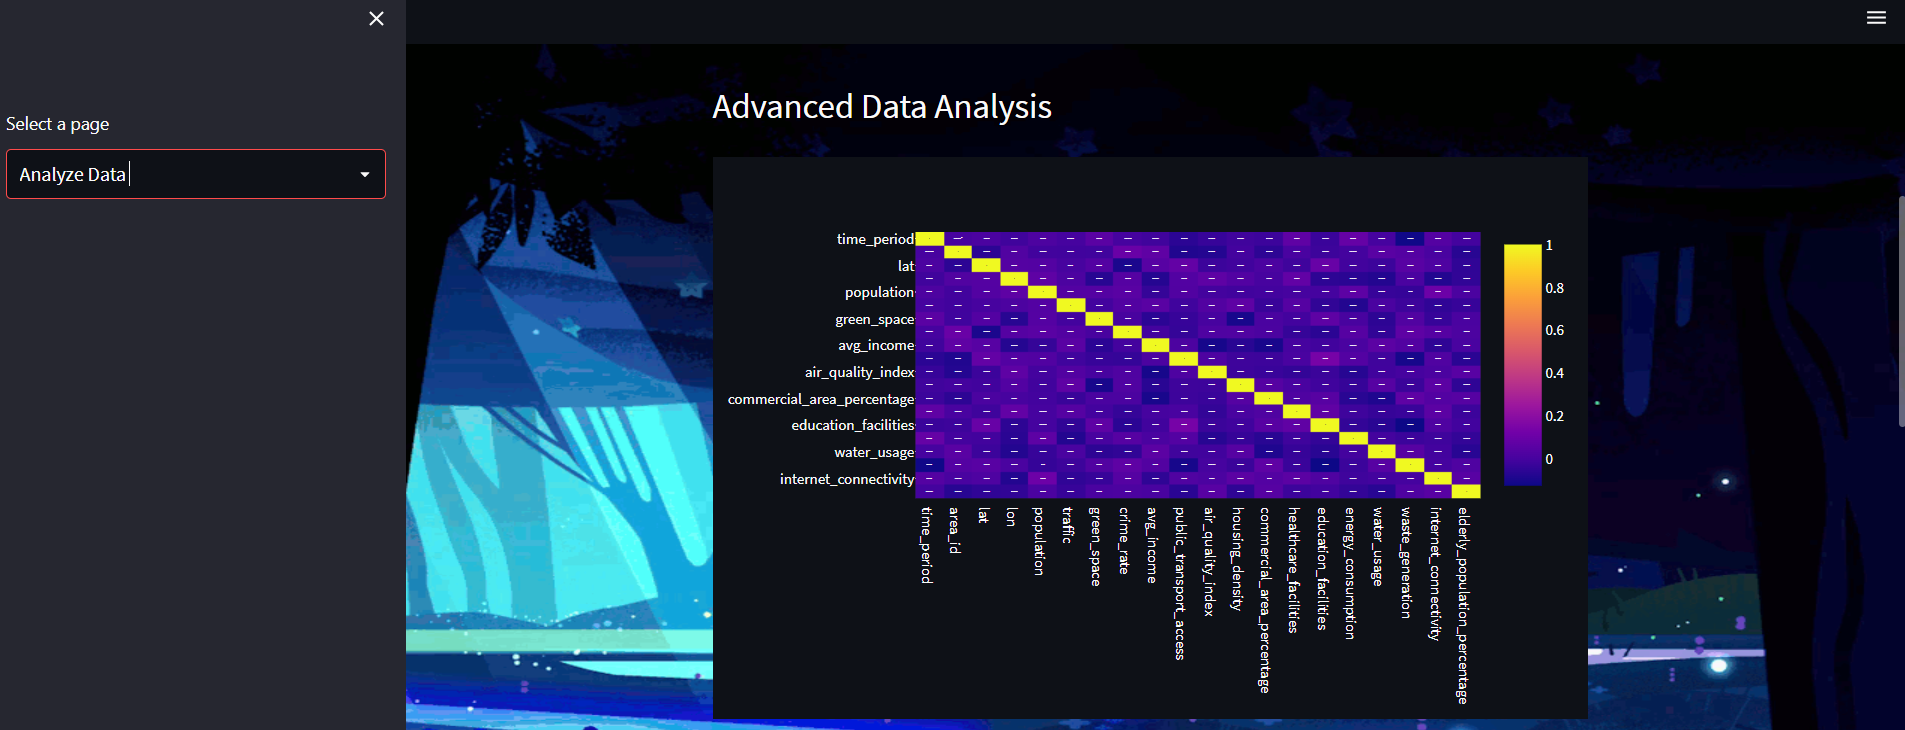 Select a page
Analyze Data
Advanced Data Analysis
time_period
lat
population
green_space
avg_income
air_quality_index
commercial_area_percentage
education_facilities
water_usage
internet_connectivity
1
0.8
0.6
0.4
0.2
0
time_period
area_id
lat
lon
population
traffic
green_space
crime_rate
avg_income
public_transport_access
air_quality_index
housing_density
commercial_area_percentage
healthcare_facilities
education_facilities
energy_consumption
water_usage
waste_generation
internet_connectivity
elderly_population_percentage